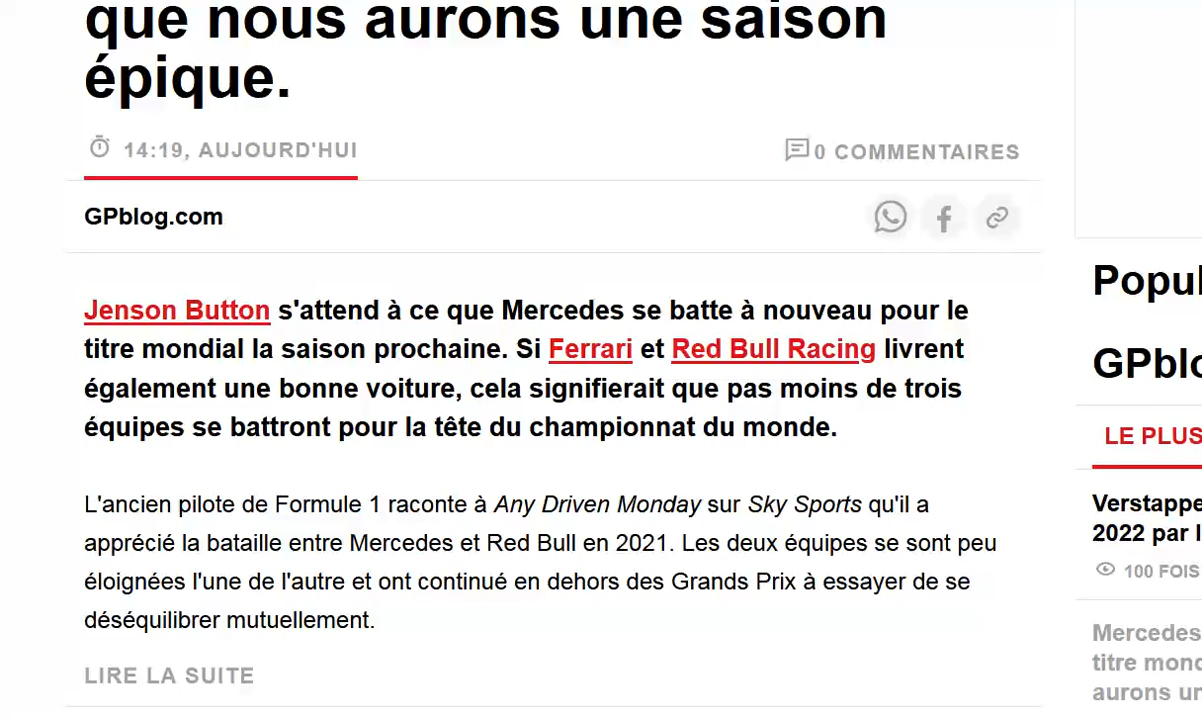 que nous aurons une saison
épique.
14:19, AUJOURD'HUI
0 COMMENTAIRES
GPblog.com
Jenson Button s'attend à ce que Mercedes se batte à nouveau pour le
titre mondial la saison prochaine. Si Ferrari et Red Bull Racing livrent
également une bonne voiture, cela signifierait que pas moins de trois
équipes se battront pour la tête du championnat du monde.
L'ancien pilote de Formule 1 raconte à Any Driven Monday sur Sky Sports qu'il a
apprécié la bataille entre Mercedes et Red Bull en 2021. Les deux équipes se sont peu
éloignées l'une de l'autre et ont continué en dehors des Grands Prix à essayer de se
déséquilibrer mutuellement.
LIRE LA SUITE
LE PLUS
2022 par
100 FOIS
Mercedes
titre
aurons